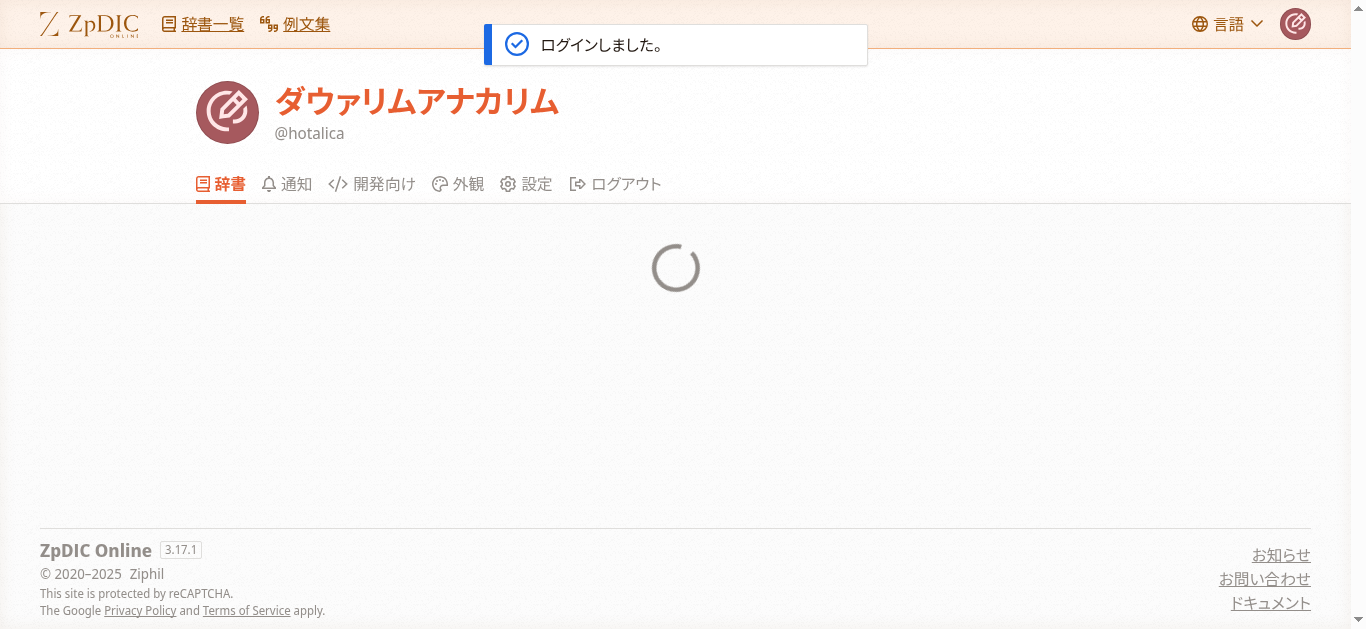 ZpDIC ONLINE 辞書一覧 例文集 言語
ログインしました。
ダウァリムアナカリム
@hotalica
辞書 通知 開発向け 外観 設定 ログアウト
ZpDIC Online 3.17.1
© 2020–2025 Ziphil
This site is protected by reCAPTCHA.
The Google Privacy Policy and Terms of Service apply.
お知らせ
お問い合わせ
ドキュメント